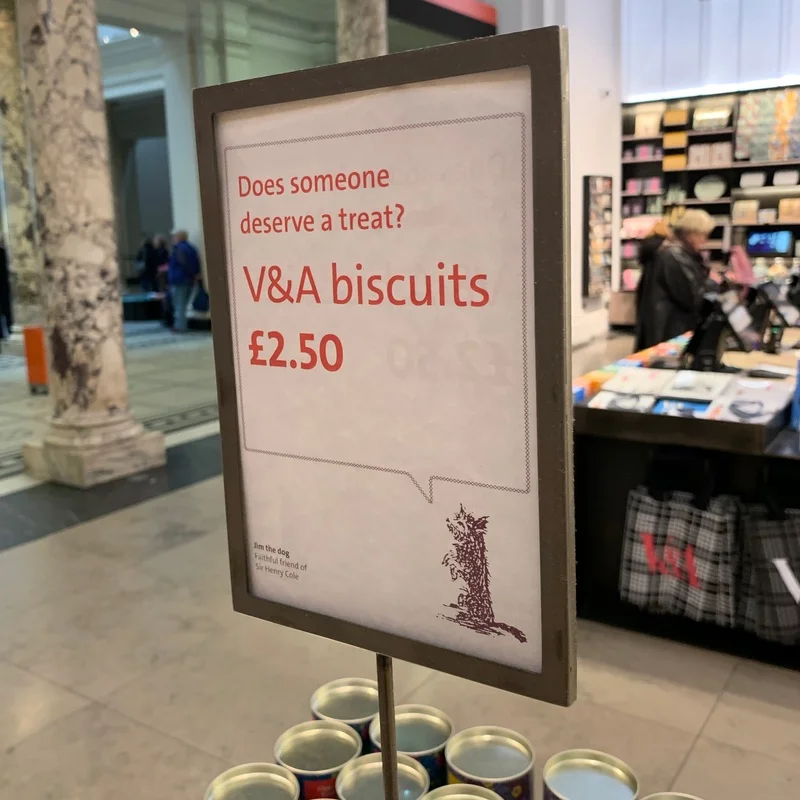 Does someone
deserve a treat?
V&A biscuits
£2.50
Jim the dog
Faithful friend of
Sir Henry Cole
V&A